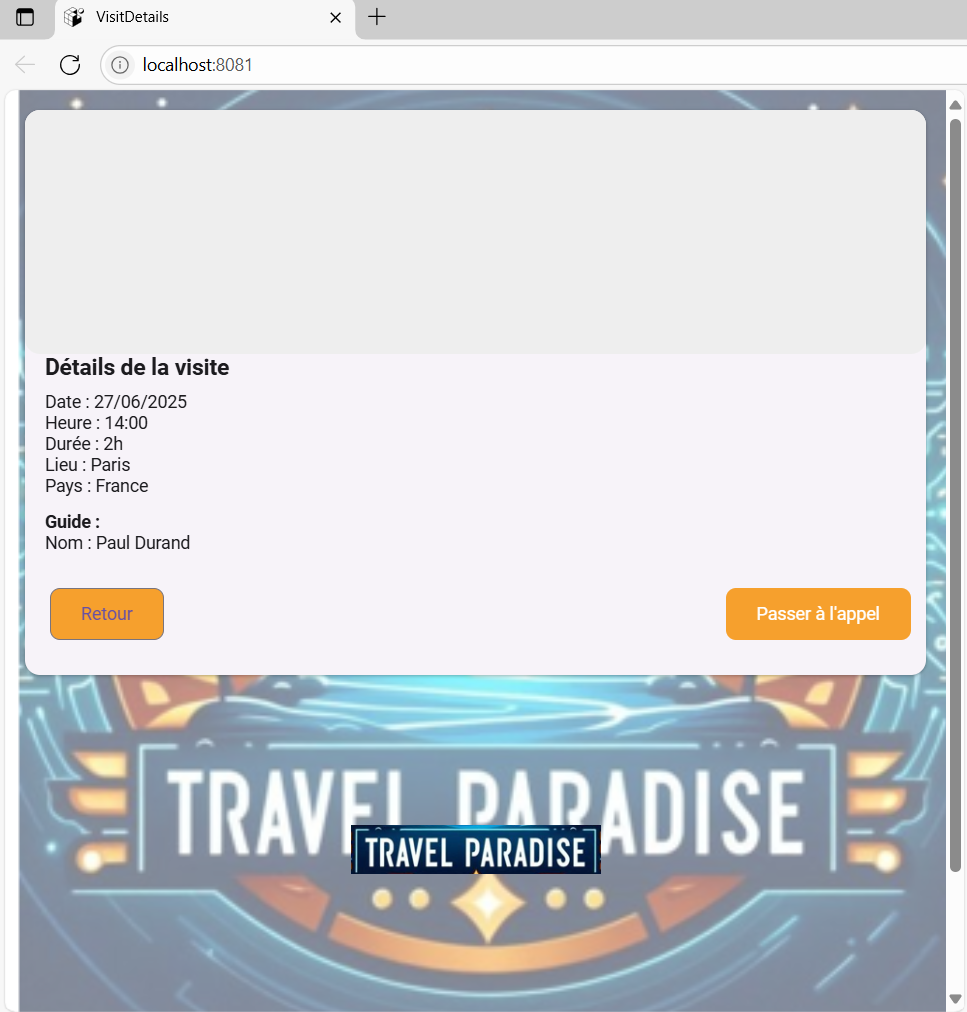 VisitDetails
localhost:8081
Détails de la visite
Date : 27/06/2025
Heure : 14:00
Durée : 2h
Lieu : Paris
Pays : France
Guide :
Nom : Paul Durand
Retour
Passer à l'appel
TRAVEL PARADISE
TRAVEL PARADISE